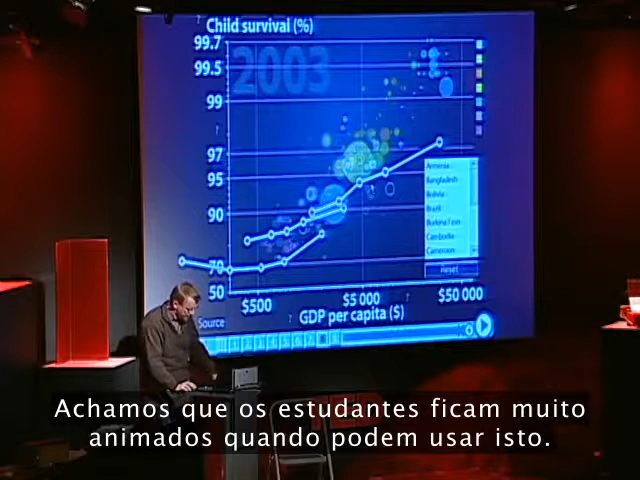 Child survival (%)
99.7
99.5
2003
99
97
95
90
70
50
Armenia
Bangladesh
Bolivia
Brazil
Burkina Faso
Cambodia
Cameroon
Reset
$500
$5 000
$50 000
Source
GDP per capita ($)
Achamos que os estudantes ficam muito
animados quando podem usar isto.